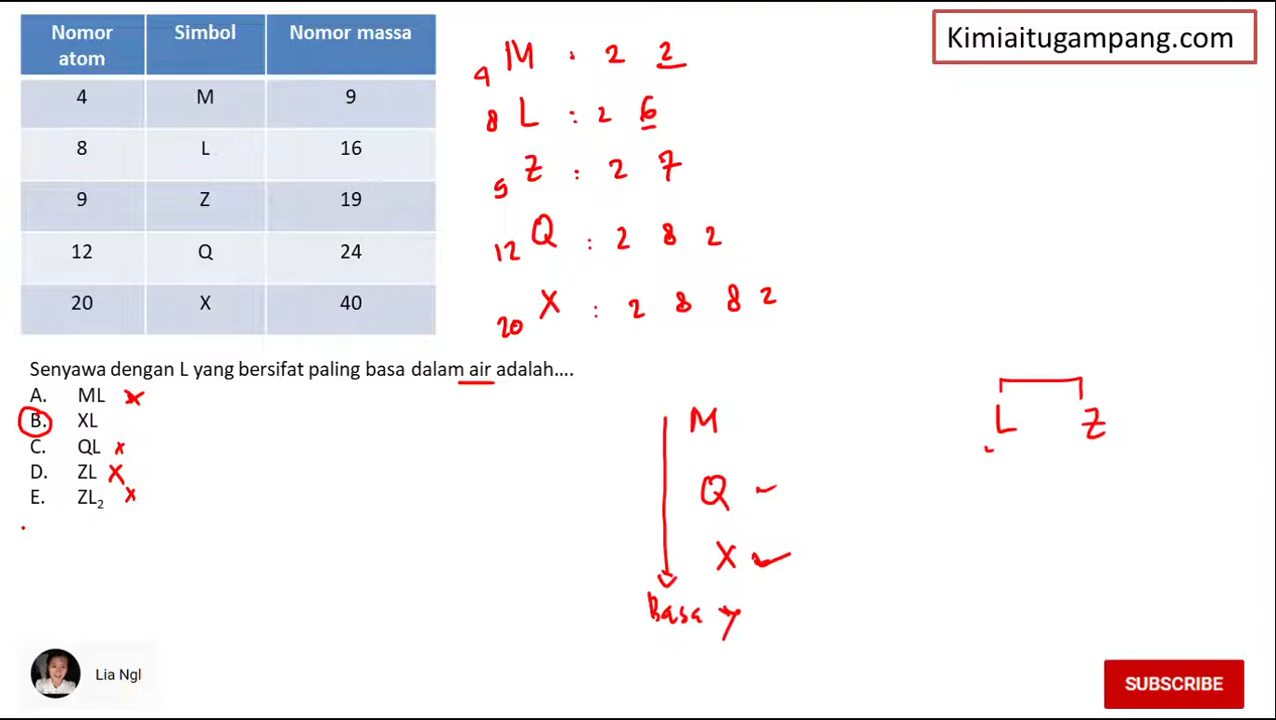 Kimiaitugampang.com
Nomor atom Simbol Nomor massa
4 M 9
8 L 16
9 Z 19
12 Q 24
20 X 40
4 M : 2 2
8 L : 2 6
9 Z : 2 7
12 Q : 2 8 2
20 X : 2 8 8 2
Senyawa dengan L yang bersifat paling basa dalam air adalah....
A. ML x
B. XL
C. QL x
D. ZL x
E. ZL2 x
M
Q
X
Basa
L Z
Lia Ngl
SUBSCRIBE